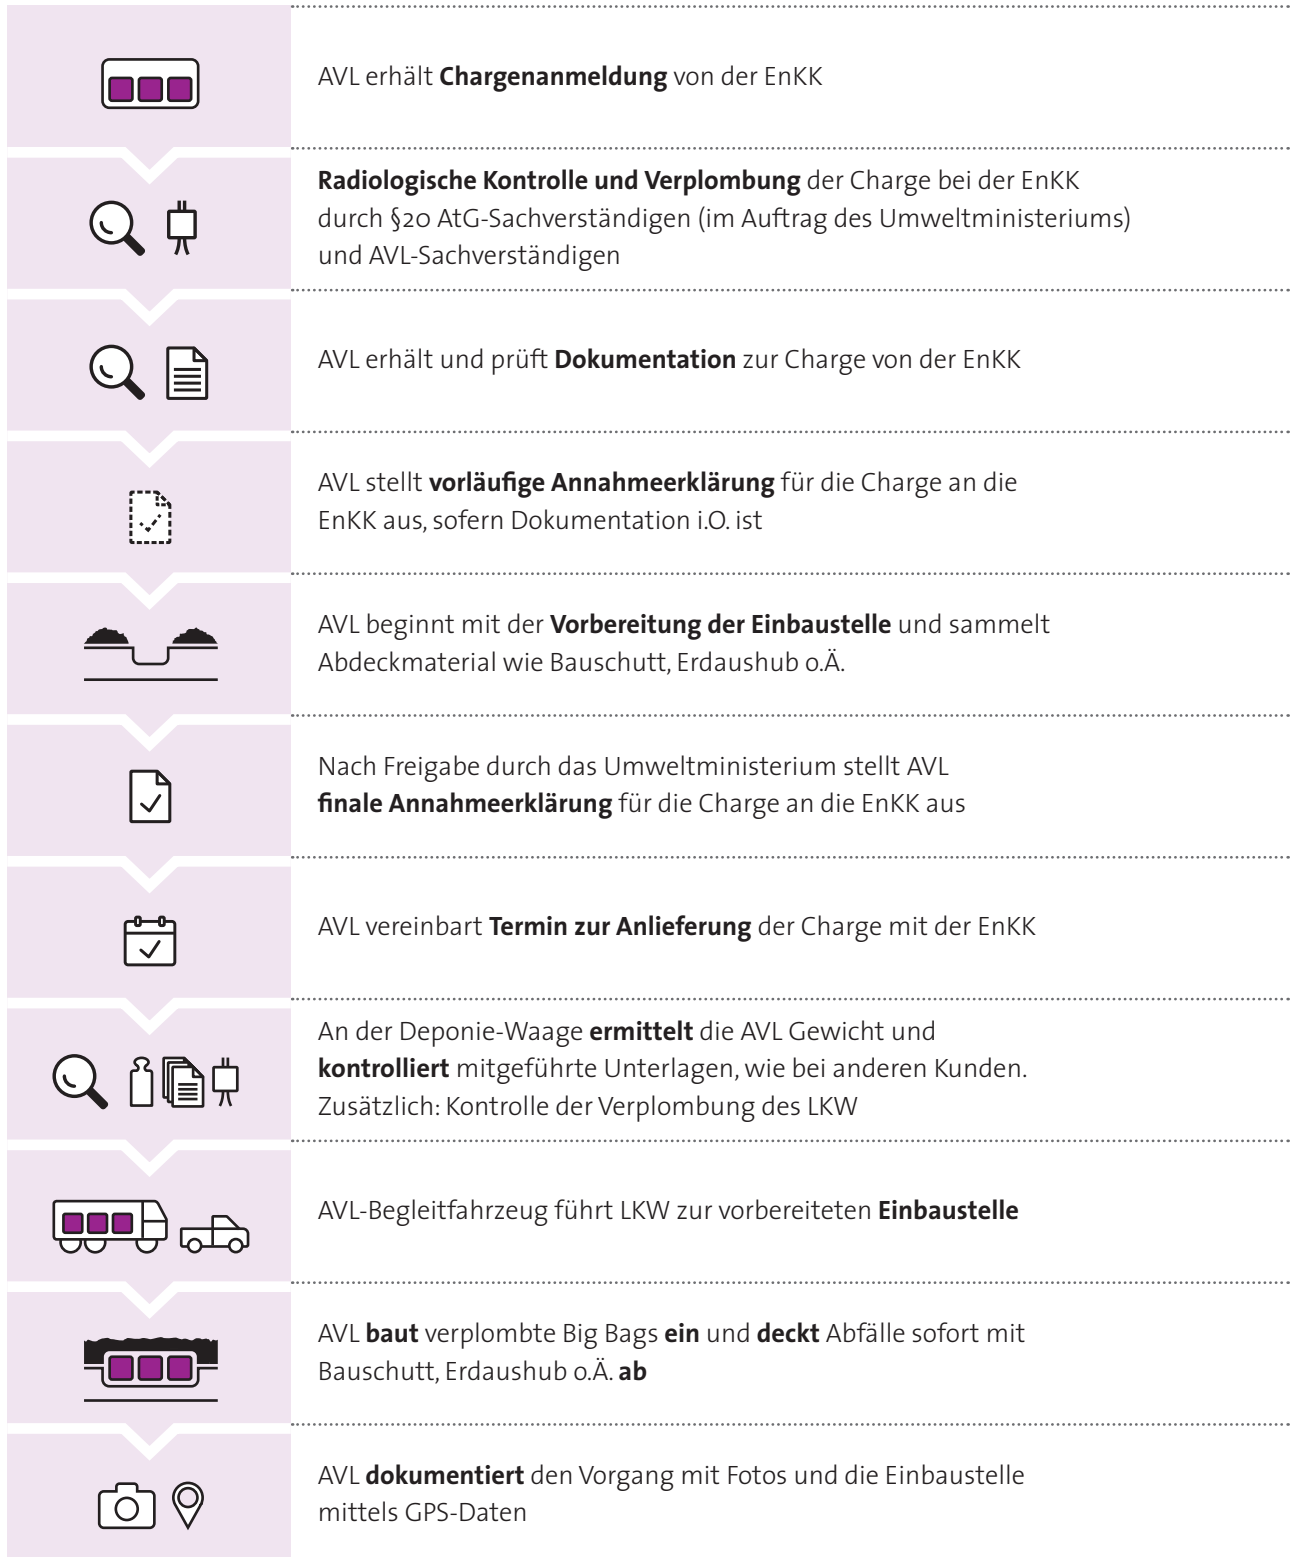 AVL erhält Chargenanmeldung von der EnKK
Radiologische Kontrolle und Verplombung der Charge bei der EnKK
durch §20 AtG-Sachverständigen (im Auftrag des Umweltministeriums)
und AVL-Sachverständigen
AVL erhält und prüft Dokumentation zur Charge von der EnKK
AVL stellt vorläufige Annahmeerklärung für die Charge an die
EnKK aus, sofern Dokumentation i.O. ist
AVL beginnt mit der Vorbereitung der Einbaustelle und sammelt
Abdeckmaterial wie Bauschutt, Erdaushub o.Ä.
Nach Freigabe durch das Umweltministerium stellt AVL
finale Annahmeerklärung für die Charge an die EnKK aus
AVL vereinbart Termin zur Anlieferung der Charge mit der EnKK
An der Deponie-Waage ermittelt die AVL Gewicht und
kontrolliert mitgeführte Unterlagen, wie bei anderen Kunden.
Zusätzlich: Kontrolle der Verplombung des LKW
AVL-Begleitfahrzeug führt LKW zur vorbereiteten Einbaustelle
AVL baut verplombte Big Bags ein und deckt Abfälle sofort mit
Bauschutt, Erdaushub o.Ä. ab
AVL dokumentiert den Vorgang mit Fotos und die Einbaustelle
mittels GPS-Daten